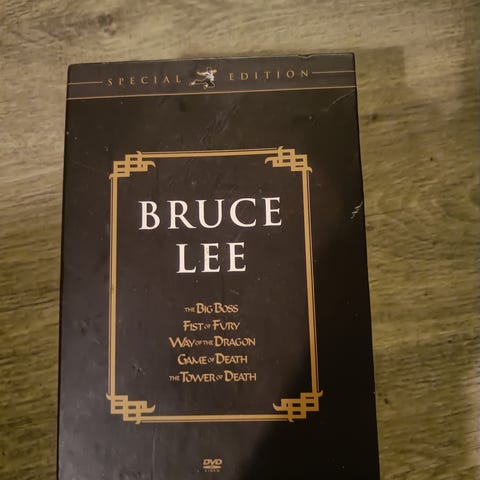 SPECIAL EDITION
BRUCE
LEE
THE BIG BOSS
FIST OF FURY
WAY OF THE DRAGON
GAME OF DEATH
THE TOWER OF DEATH
DVD
VIDEO